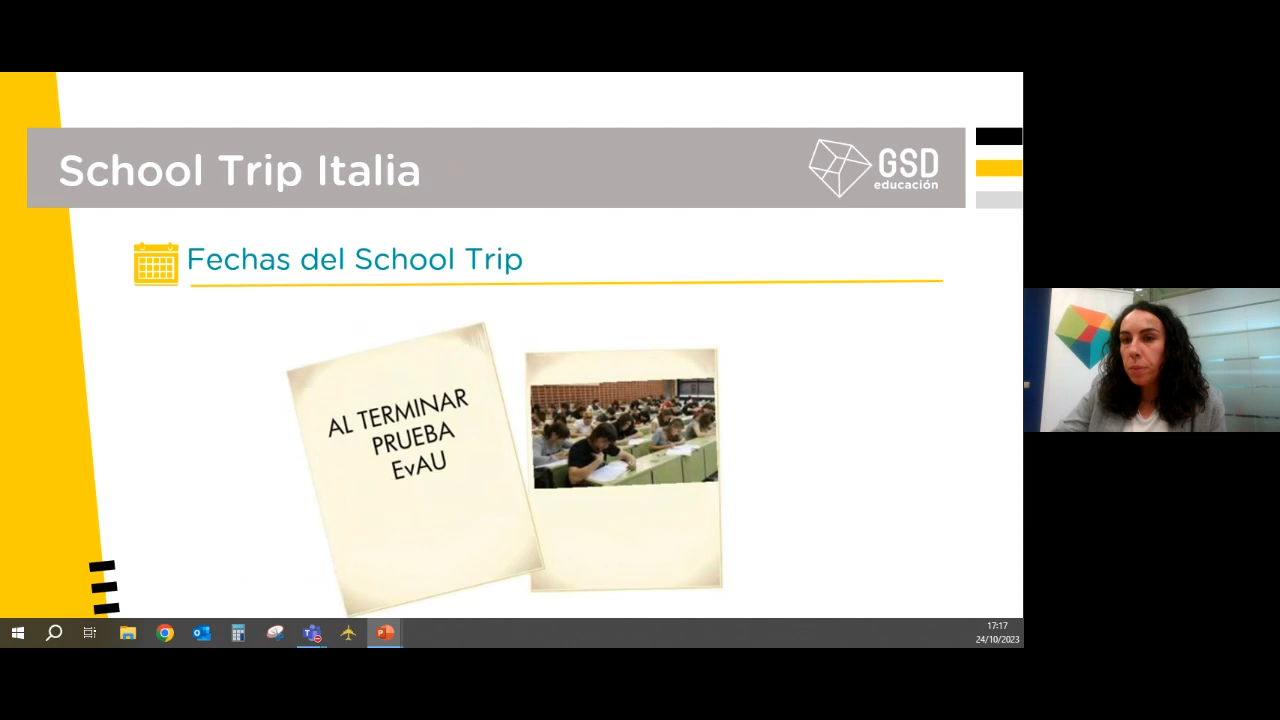 School Trip Italia
GSD
educación
Fechas del School Trip
AL TERMINAR
PRUEBA
EvAU
17:17
24/10/2023